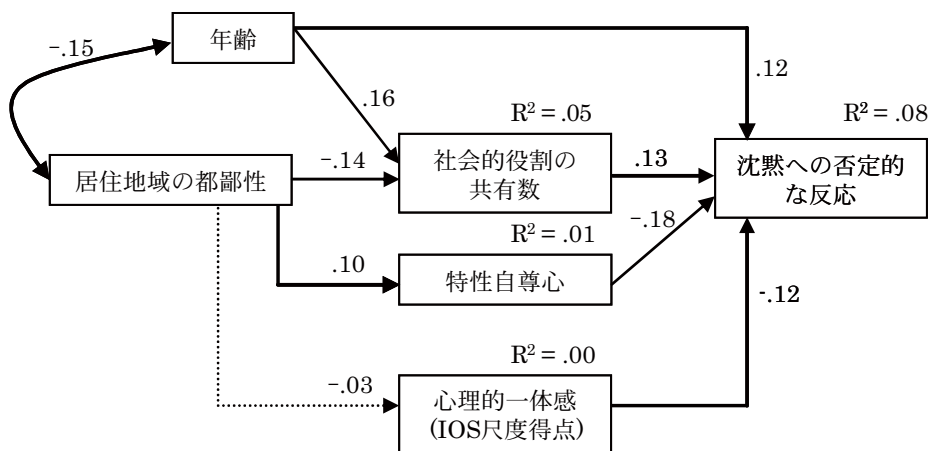 -.15
年齢
.12
.16
R² = .05
R² = .08
居住地域の都鄙性
-.14
社会的役割の
共有数
.13
沈黙への否定的
な反応
R² = .01
-.18
.10
特性自尊心
-.12
R² = .00
-.03
心理的一体感
(IOS尺度得点)